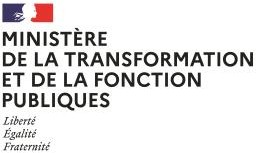 MINISTÈRE
DE LA TRANSFORMATION
ET DE LA FONCTION
PUBLIQUES
Liberté
Égalité
Fraternité